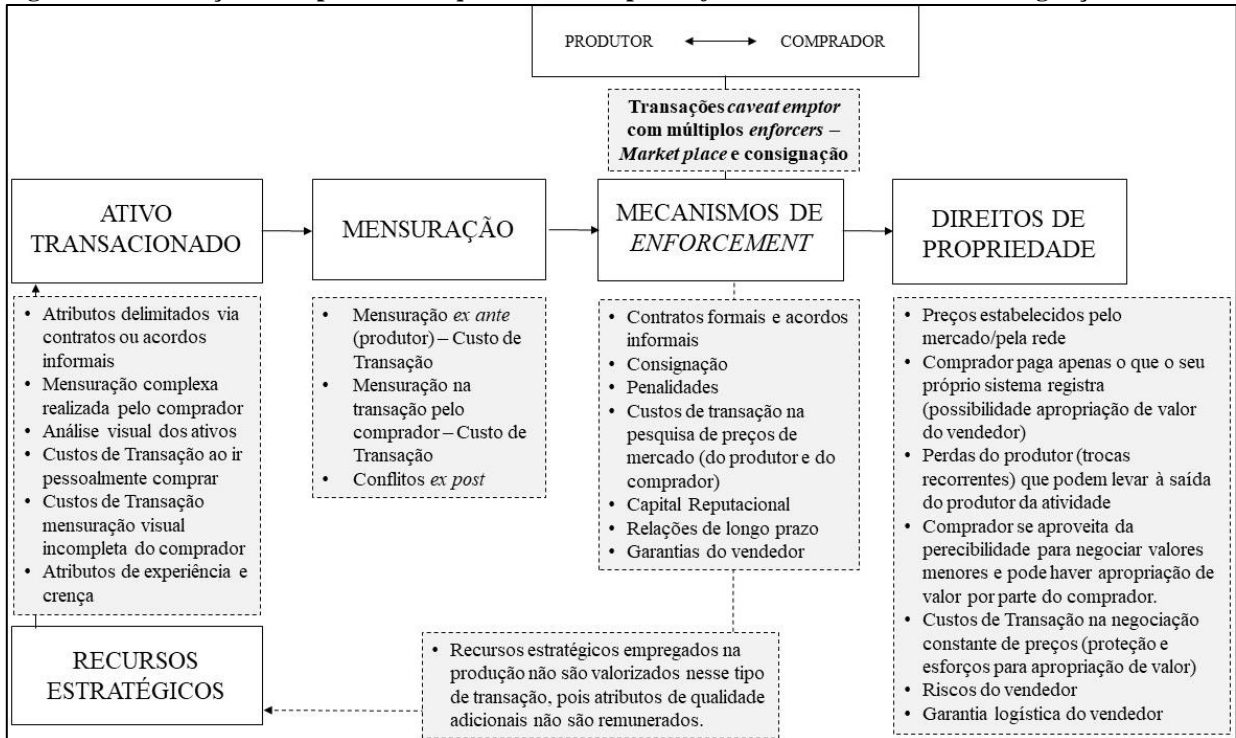 PRODUTOR
COMPRADOR
Transações caveat emptor
com múltiplos enforcers –
Market place e consignação
ATIVO
TRANSACIONADO
MENSURAÇÃO
MECANISMOS DE
ENFORCEMENT
DIREITOS DE
PROPRIEDADE
• Atributos delimitados via
contratos ou acordos
informais
• Mensuração complexa
realizada pelo comprador
• Análise visual dos ativos
• Custos de Transação ao ir
pessoalmente comprar
• Custos de Transação
mensuração visual
incompleta do comprador
• Atributos de experiência e
crença
• Mensuração ex ante
(produtor) – Custo de
Transação
• Mensuração na
transação pelo
comprador – Custo de
Transação
• Conflitos ex post
• Contratos formais e acordos
informais
• Consignação
• Penalidades
• Custos de transação na
pesquisa de preços de
mercado (do produtor e do
comprador)
• Capital Reputacional
• Relações de longo prazo
• Garantias do vendedor
• Preços estabelecidos pelo
mercado/pela rede
• Comprador paga apenas o que o seu
próprio sistema registra
(possibilidade apropriação de valor
do vendedor)
• Perdas do produtor (trocas
recorrentes) que podem levar à saída
do produtor da atividade
• Comprador se aproveita da
perecibilidade para negociar valores
menores e pode haver apropriação de
valor por parte do comprador.
• Custos de Transação na negociação
constante de preços (proteção e
esforços para apropriação de valor)
• Riscos do vendedor
• Garantia logística do vendedor
RECURSOS
ESTRATÉGICOS
• Recursos estratégicos empregados na
produção não são valorizados nesse tipo
de transação, pois atributos de qualidade
adicionais não são remunerados.